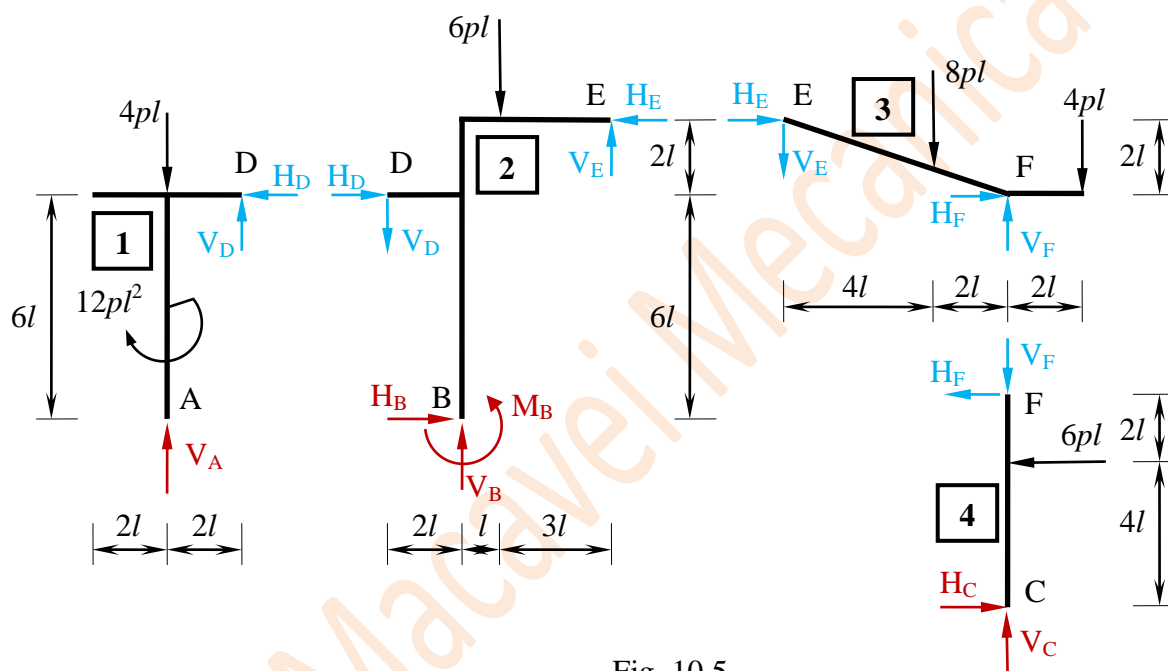 6pl
4pl
D
H_D
V_D
1
12pl²
6l
A
V_A
2l
2l
E
H_E
V_E
2
D
H_D
V_D
2l
6l
H_B
B
M_B
V_B
2l
l
3l
H_E
E
3
8pl
4pl
V_E
F
2l
H_F
V_F
4l
2l
2l
V_F
H_F
F
2l
6pl
4
4l
H_C
C
V_C
Macavei Mecanica
Fig. 10.5